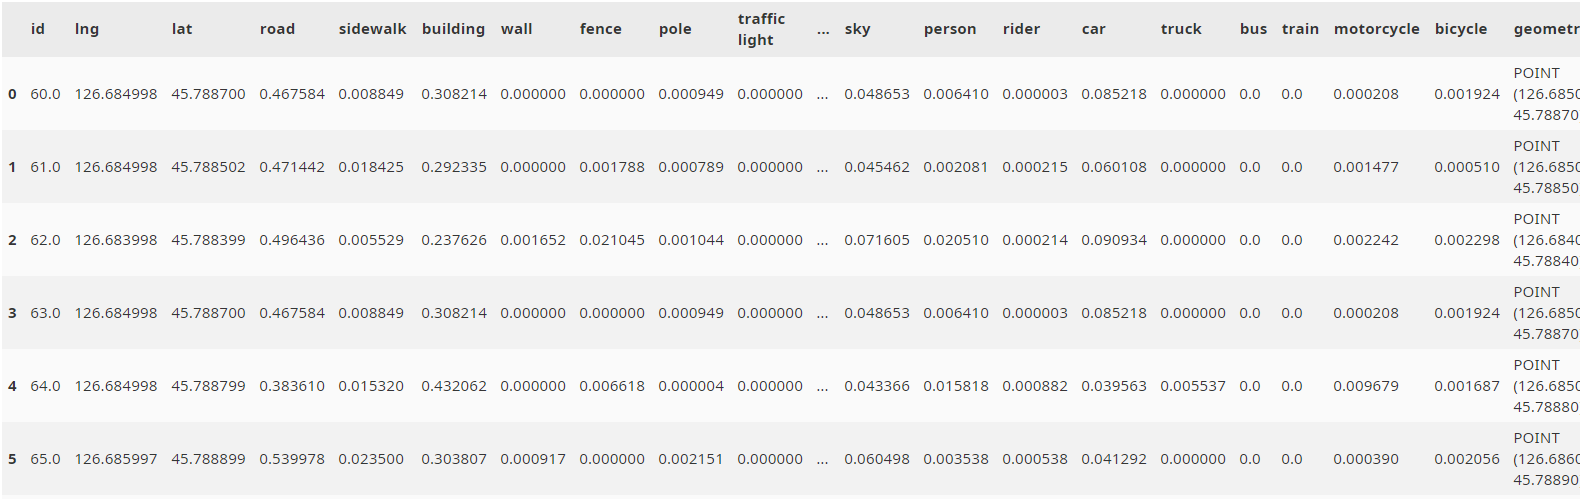 id lng lat road sidewalk building wall fence pole traffic light ... sky person rider car truck bus train motorcycle bicycle geometr
0 60.0 126.684998 45.788700 0.467584 0.008849 0.308214 0.000000 0.000000 0.000949 0.000000 ... 0.048653 0.006410 0.000003 0.085218 0.000000 0.0 0.0 0.000208 0.001924 POINT (126.6850 45.78870
1 61.0 126.684998 45.788502 0.471442 0.018425 0.292335 0.000000 0.001788 0.000789 0.000000 ... 0.045462 0.002081 0.000215 0.060108 0.000000 0.0 0.0 0.001477 0.000510 POINT (126.6850 45.78850
2 62.0 126.683998 45.788399 0.496436 0.005529 0.237626 0.001652 0.021045 0.001044 0.000000 ... 0.071605 0.020510 0.000214 0.090934 0.000000 0.0 0.0 0.002242 0.002298 POINT (126.6840 45.78840
3 63.0 126.684998 45.788700 0.467584 0.008849 0.308214 0.000000 0.000000 0.000949 0.000000 ... 0.048653 0.006410 0.000003 0.085218 0.000000 0.0 0.0 0.000208 0.001924 POINT (126.6850 45.78870
4 64.0 126.684998 45.788799 0.383610 0.015320 0.432062 0.000000 0.006618 0.000004 0.000000 ... 0.043366 0.015818 0.000882 0.039563 0.005537 0.0 0.0 0.009679 0.001687 POINT (126.6850 45.78880
5 65.0 126.685997 45.788899 0.539978 0.023500 0.303807 0.000917 0.000000 0.002151 0.000000 ... 0.060498 0.003538 0.000538 0.041292 0.000000 0.0 0.0 0.000390 0.002056 POINT (126.6860 45.78890